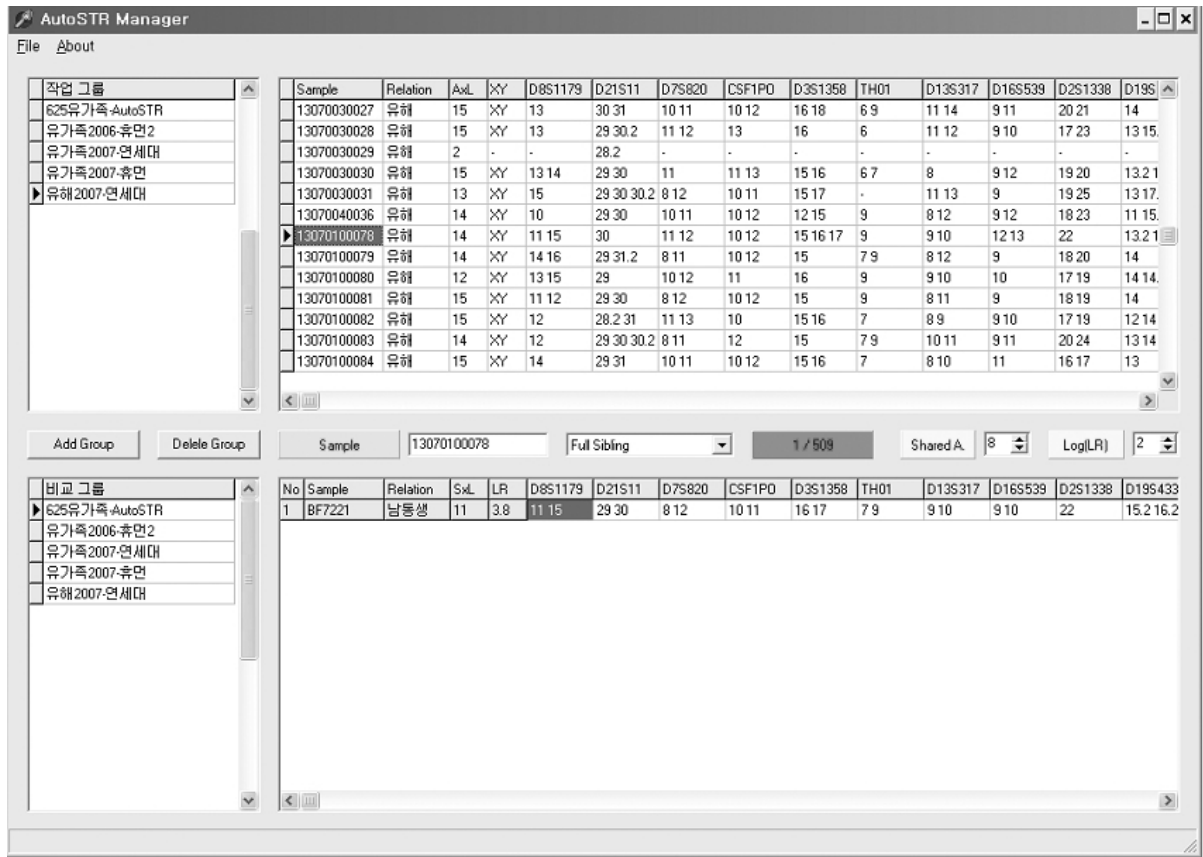 AutoSTR Manager
File About
작업 그룹
625유가족-AutoSTR
유가족2006-휴먼2
유가족2007-연세대
유가족2007-휴먼
유해2007-연세대
Sample Relation AxL XY D8S1179 D21S11 D7S820 CSF1PO D3S1358 TH01 D13S317 D16S539 D2S1338 D19S
13070030027 유해 15 XY 13 30 31 10 11 10 12 16 18 6 9 11 14 9 11 20 21 14
13070030028 유해 15 XY 13 29 30.2 11 12 13 16 6 11 12 9 10 17 23 13 15.
13070030029 유해 2 - - 28.2 - - - - - - - -
13070030030 유해 15 XY 13 14 29 30 11 11 13 15 16 6 7 8 9 12 19 20 13.2 1
13070030031 유해 13 XY 15 29 30 30.2 8 12 10 11 15 17 - 11 13 9 19 25 13 17.
13070040036 유해 14 XY 10 29 30 10 11 10 12 12 15 9 8 12 9 12 18 23 11 15.
13070100078 유해 14 XY 11 15 30 11 12 10 12 15 16 17 9 9 10 12 13 22 13.2 1
13070100079 유해 14 XY 14 16 29 31.2 8 11 10 12 15 7 9 8 12 9 18 20 14
13070100080 유해 12 XY 13 15 29 10 12 11 16 9 9 10 10 17 19 14 14.
13070100081 유해 15 XY 11 12 29 30 8 12 10 12 15 9 8 11 9 18 19 14
13070100082 유해 15 XY 12 28.2 31 11 13 10 15 16 7 8 9 9 10 17 19 12 14
13070100083 유해 14 XY 12 29 30 30.2 8 11 12 15 7 9 10 11 9 11 20 24 13 14
13070100084 유해 15 XY 14 29 31 10 11 10 12 15 16 7 8 10 11 16 17 13
Add Group Delele Group Sample 13070100078 Full Sibling 1 / 509 Shared A. 8 Log(LR) 2
비교 그룹
625유가족-AutoSTR
유가족2006-휴먼2
유가족2007-연세대
유가족2007-휴먼
유해2007-연세대
No Sample Relation SxL LR D8S1179 D21S11 D7S820 CSF1PO D3S1358 TH01 D13S317 D16S539 D2S1338 D19S433
1 BF7221 남동생 11 3.8 11 15 29 30 8 12 10 11 16 17 7 9 9 10 9 10 22 15.2 16.2